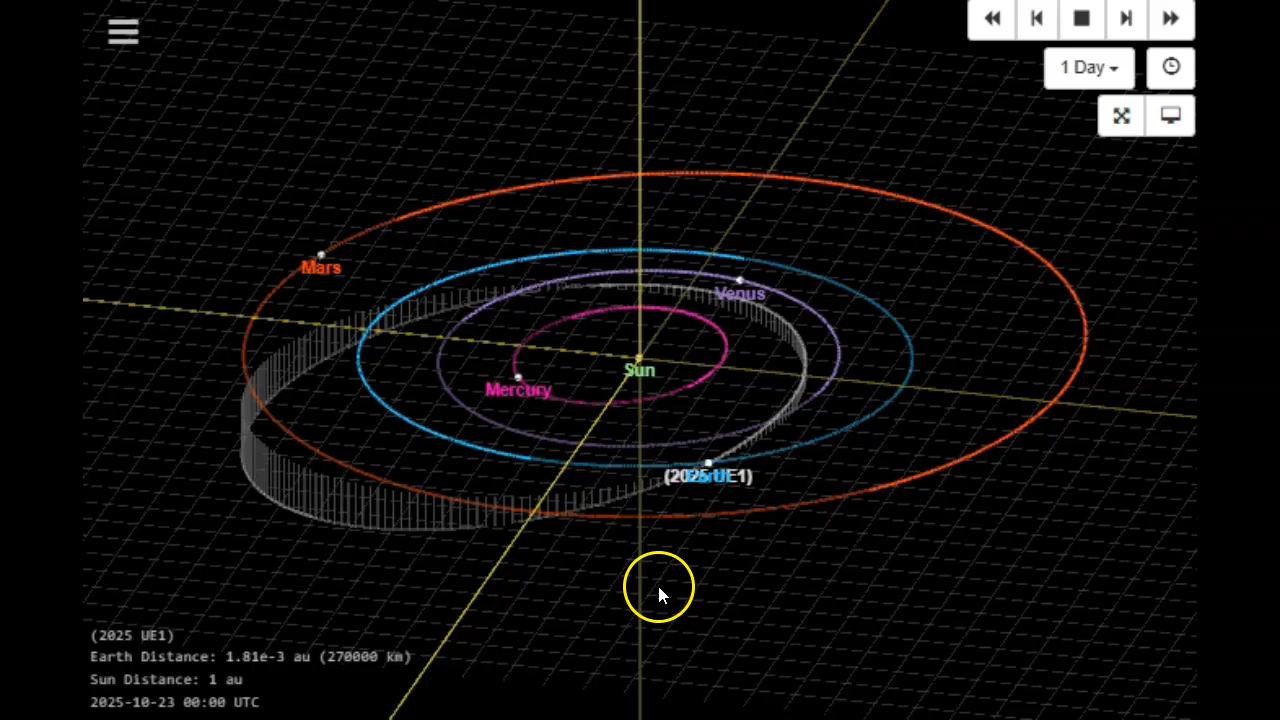 1 Day
Mars
Venus
Sun
Mercury
(2025 UE1)
(2025 UE1)
Earth Distance: 1.81e-3 au (270000 km)
Sun Distance: 1 au
2025-10-23 00:00 UTC